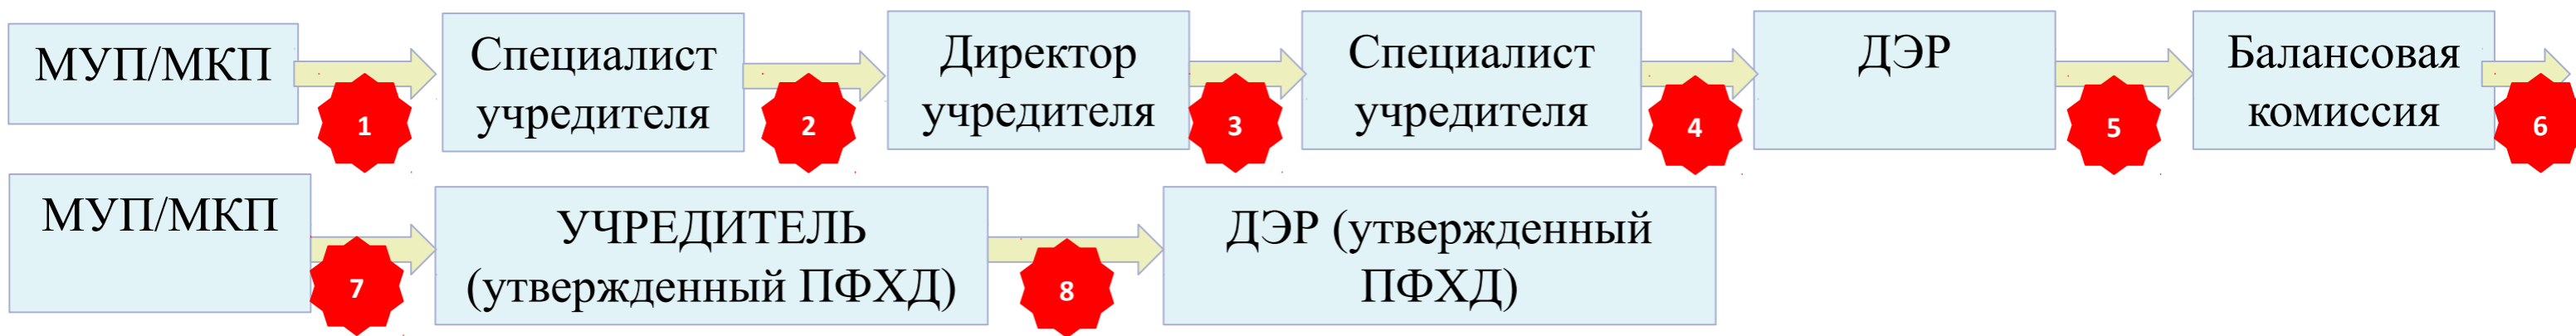 МУП/МКП
Специалист
учредителя
Директор
учредителя
Специалист
учредителя
ДЭР
Балансовая
комиссия
1
2
3
4
5
6
МУП/МКП
УЧРЕДИТЕЛЬ
(утвержденный ПФХД)
ДЭР (утвержденный
ПФХД)
7
8